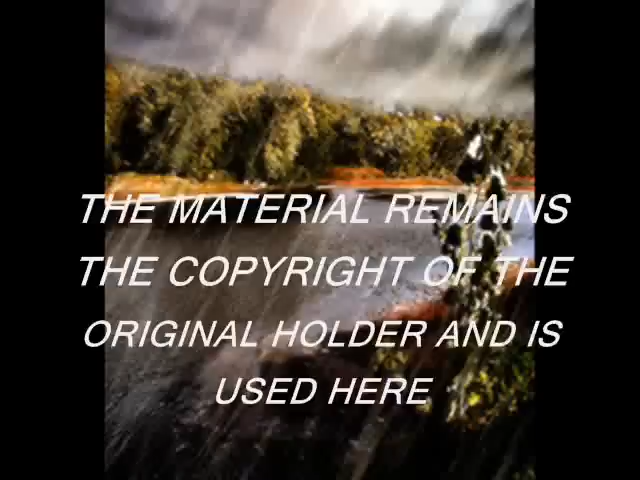 THE MATERIAL REMAINS
THE COPYRIGHT OF THE
ORIGINAL HOLDER AND IS
USED HERE